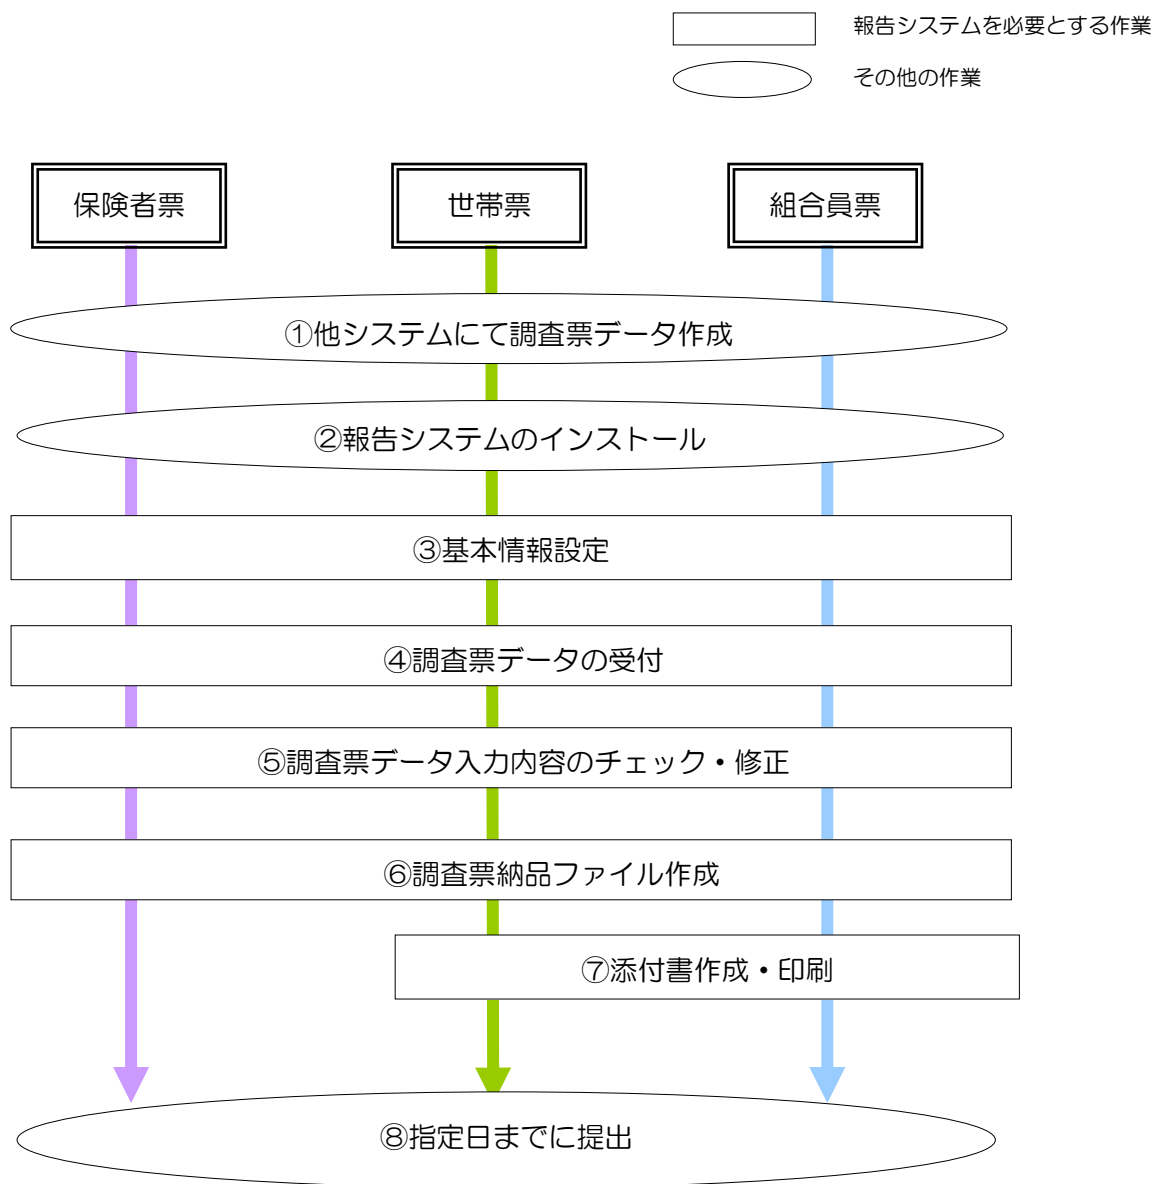 報告システムを必要とする作業
その他の作業
保険者票
世帯票
組合員票
①他システムにて調査票データ作成
②報告システムのインストール
③基本情報設定
④調査票データの受付
⑤調査票データ入力内容のチェック・修正
⑥調査票納品ファイル作成
⑦添付書作成・印刷
⑧指定日までに提出